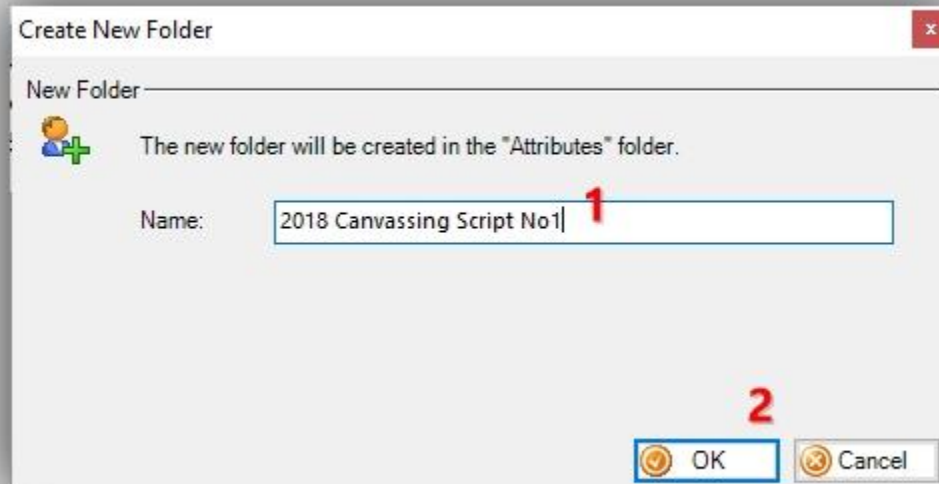 Create New Folder
x
New Folder
The new folder will be created in the "Attributes" folder.
1
Name: 2018 Canvassing Script No1
2
OK Cancel